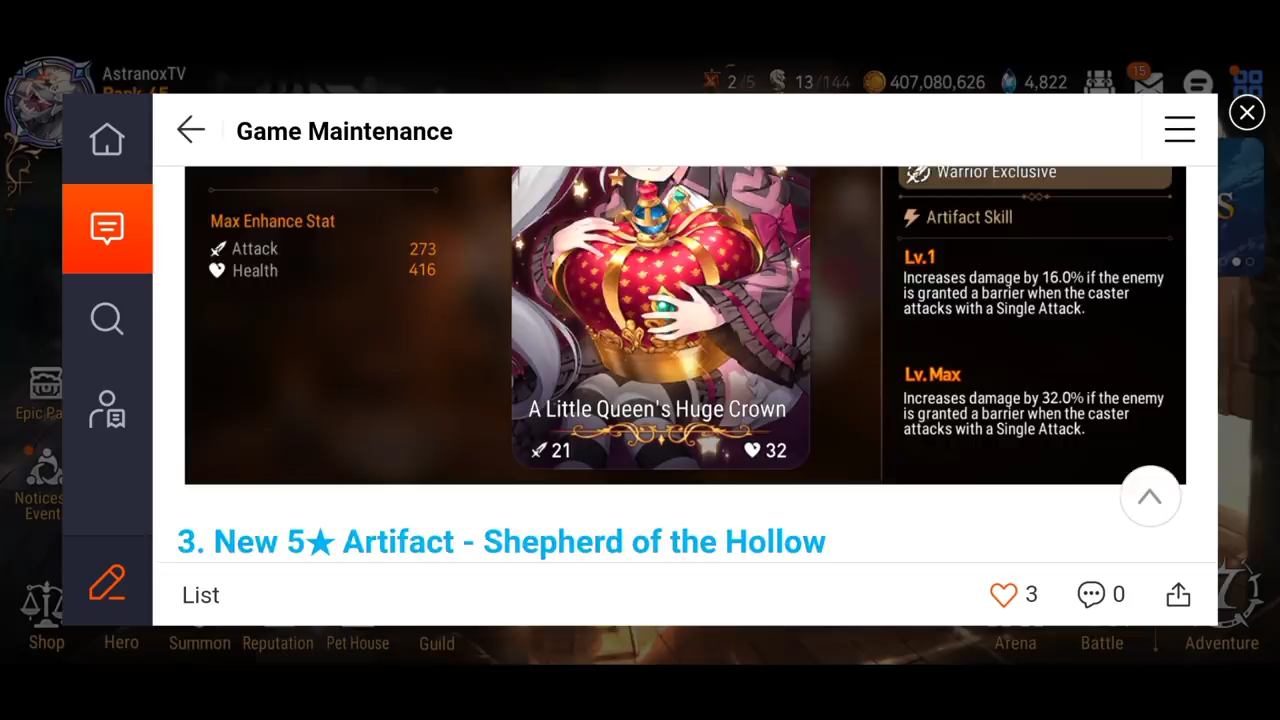 AstranoxTV
2/5
13/144
407,080,626
4,822
15
Game Maintenance
Max Enhance Stat
Attack 273
Health 416
A Little Queen's Huge Crown
21 32
Warrior Exclusive
Artifact Skill
Lv.1
Increases damage by 16.0% if the enemy
is granted a barrier when the caster
attacks with a Single Attack.
Lv.Max
Increases damage by 32.0% if the enemy
is granted a barrier when the caster
attacks with a Single Attack.
3. New 5★ Artifact - Shepherd of the Hollow
List
3
0
Epic Pa
Notices
Event
Shop
Hero
Summon
Reputation
Pet House
Guild
Arena
Battle
Adventure